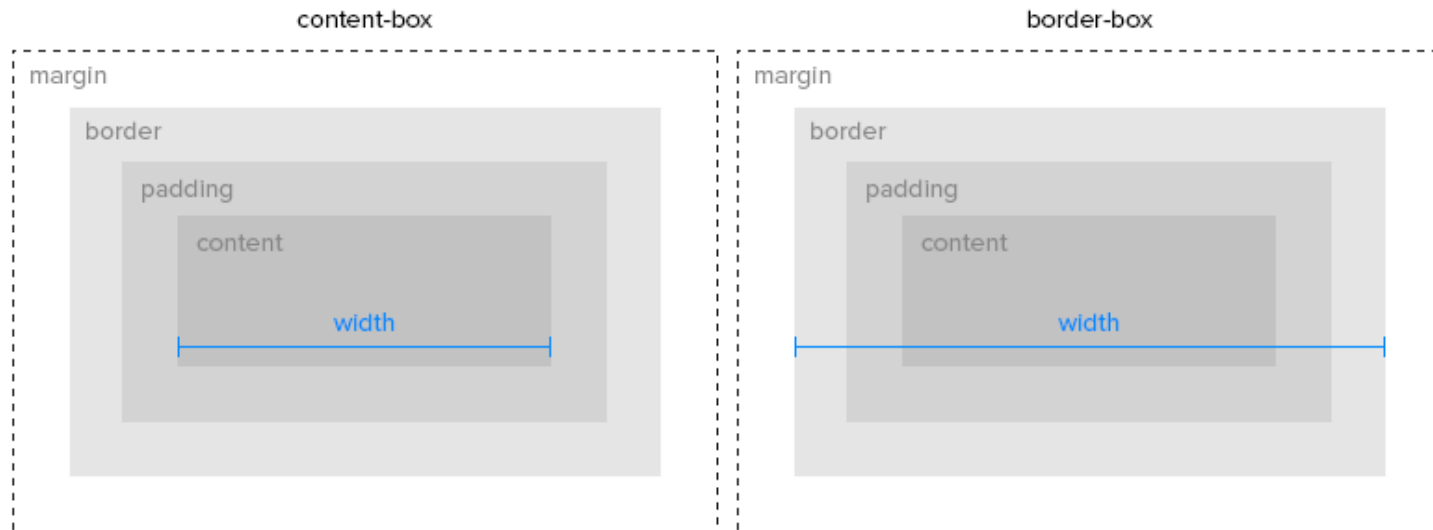 content-box
margin
border
padding
content
width
border-box
margin
border
padding
content
width